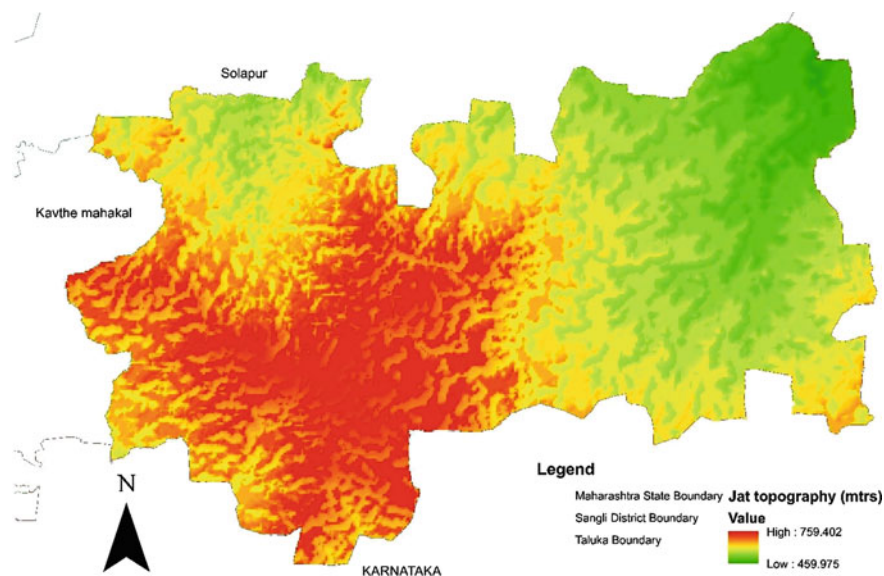 Solapur
Kavthe mahakal
N
KARNATAKA
Legend
Maharashtra State Boundary
Sangli District Boundary
Taluka Boundary
Jat topography (mtrs)
Value
High : 759.402
Low : 459.975